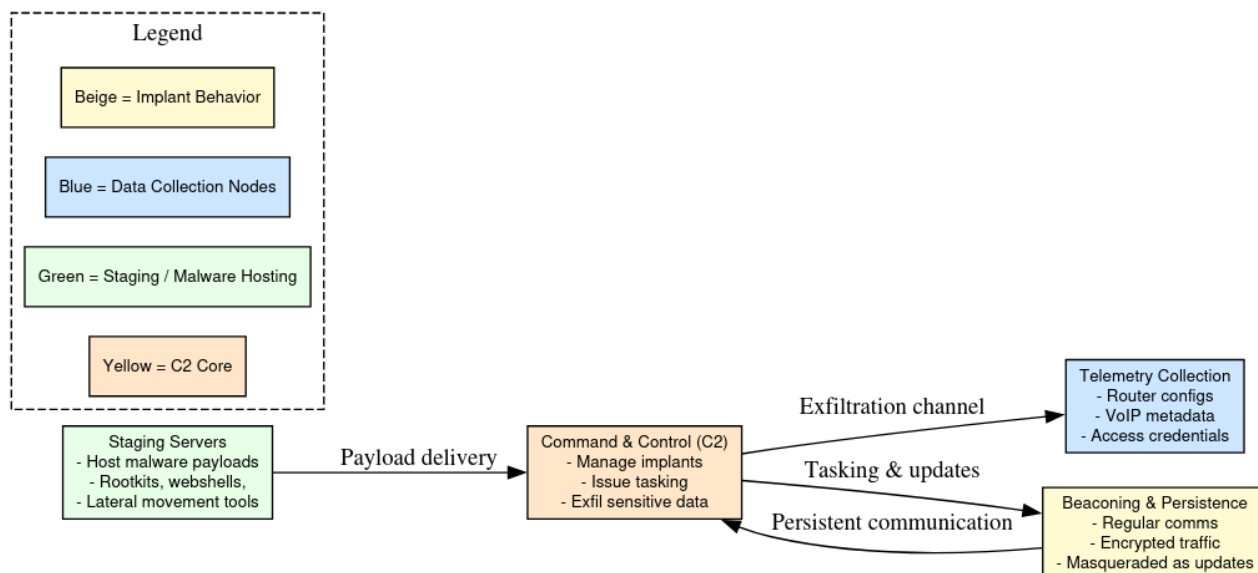 Legend
Beige = Implant Behavior
Blue = Data Collection Nodes
Green = Staging / Malware Hosting
Yellow = C2 Core
Staging Servers
- Host malware payloads
- Rootkits, webshells,
- Lateral movement tools
Payload delivery
Command & Control (C2)
- Manage implants
- Issue tasking
- Exfil sensitive data
Exfiltration channel
Tasking & updates
Persistent communication
Telemetry Collection
- Router configs
- VoIP metadata
- Access credentials
Beaconing & Persistence
- Regular comms
- Encrypted traffic
- Masqueraded as updates